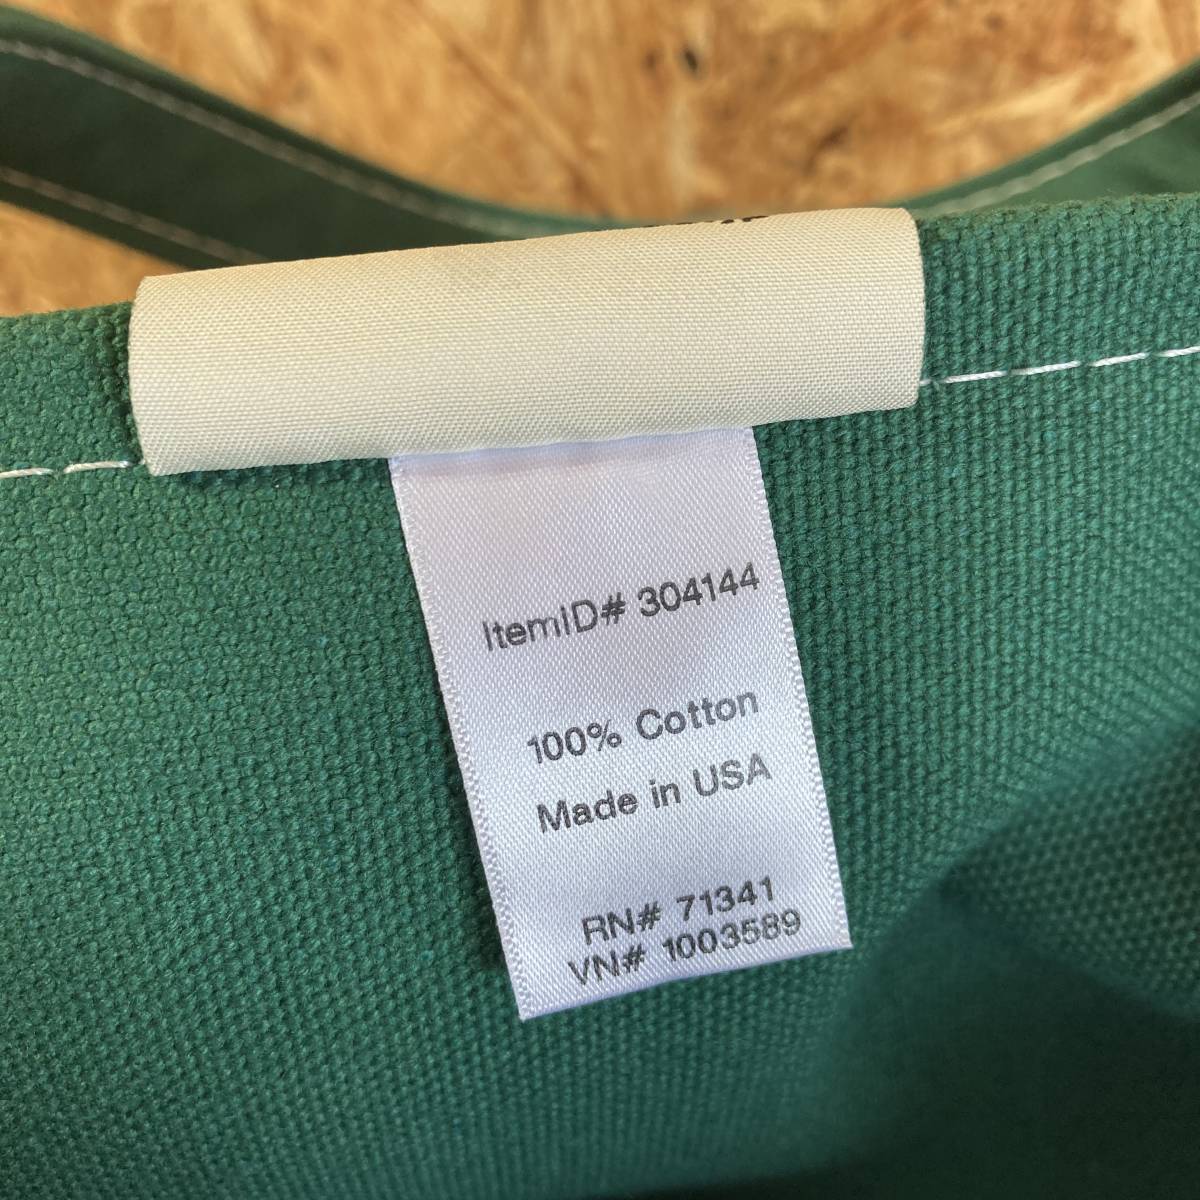 ItemID# 304144
100% Cotton
Made in USA
RN# 71341
VN# 1003589